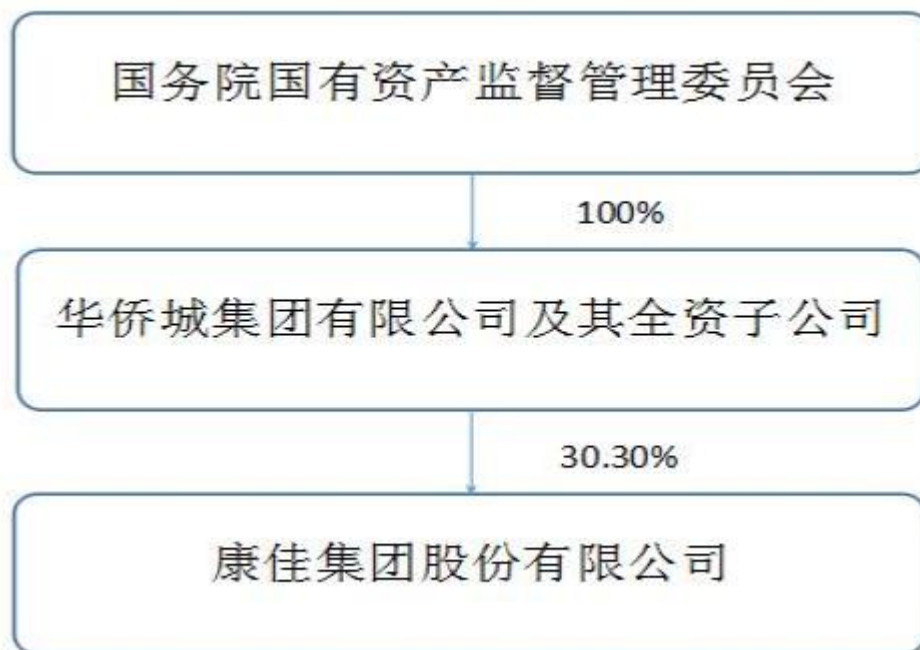 国务院国有资产监督管理委员会
100%
华侨城集团有限公司及其全资子公司
30.30%
康佳集团股份有限公司